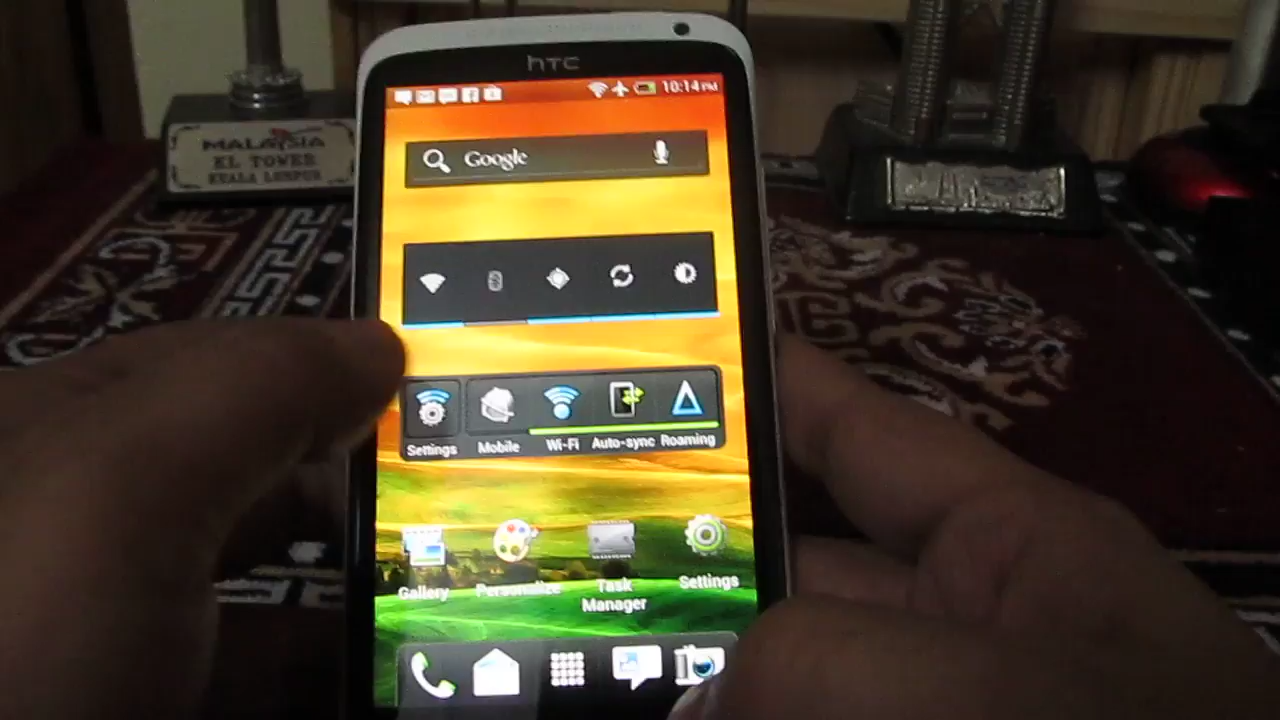 hTC
10:14 PM
MALAYSIA
KL TOWER
KUALA LUMPUR
Google
Settings Mobile Wi-Fi Auto-sync Roaming
Gallery Personalize Task Manager Settings